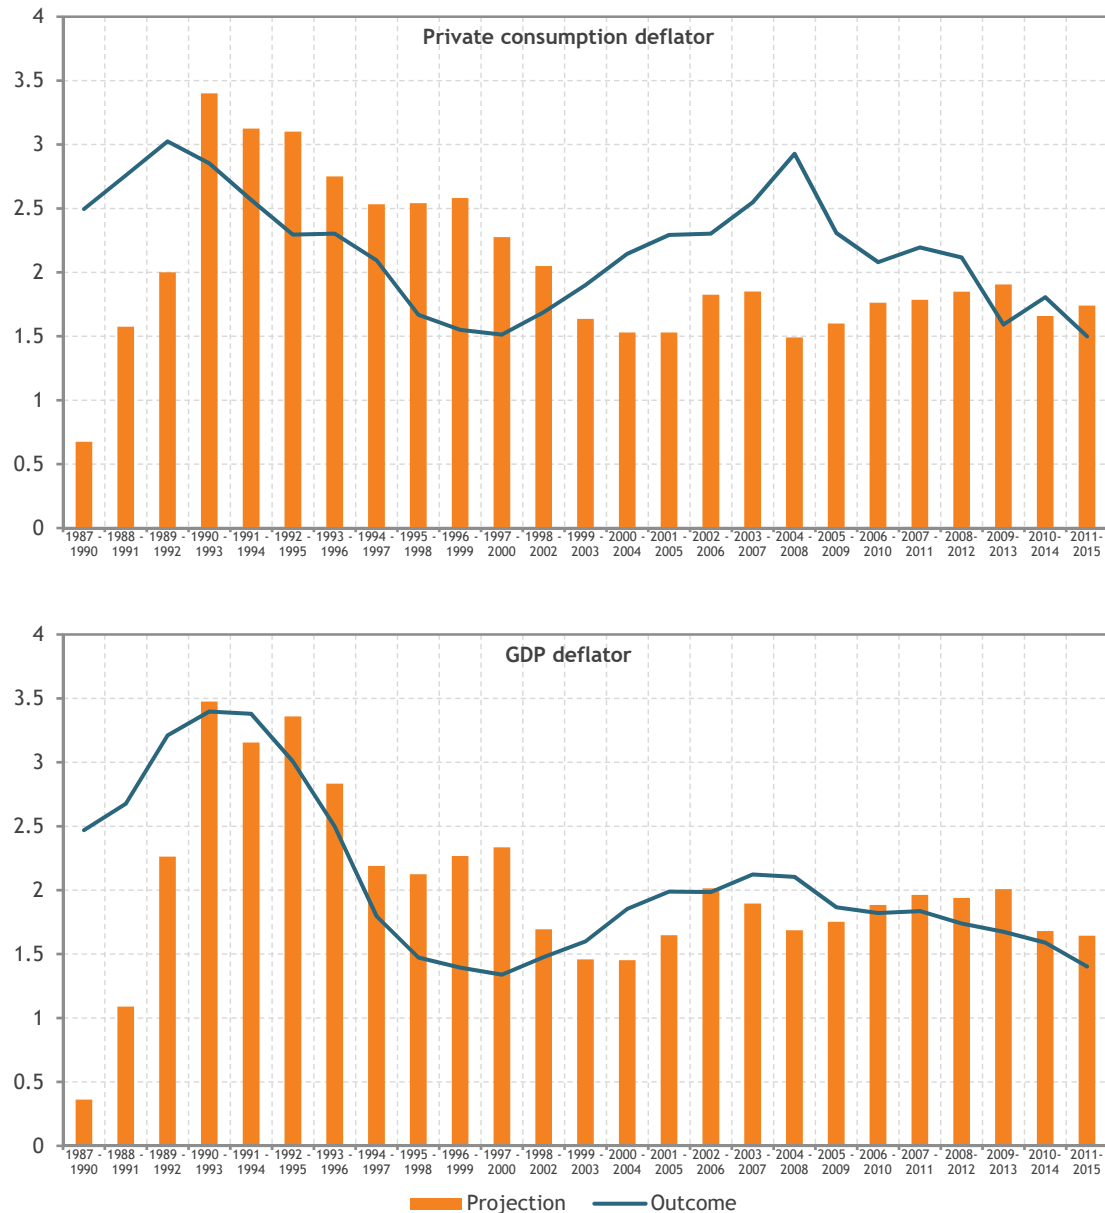 Private consumption deflator
4
3.5
3
2.5
2
1.5
1
0.5
0
1987 - 1988 - 1989 - 1990 - 1991 - 1992 - 1993 - 1994 - 1995 - 1996 - 1997 - 1998 - 1999 - 2000 - 2001 - 2002 - 2003 - 2004 - 2005 - 2006 - 2007 - 2008- 2009- 2010- 2011-
1990 1991 1992 1993 1994 1995 1996 1997 1998 1999 2000 2002 2003 2004 2005 2006 2007 2008 2009 2010 2011 2012 2013 2014 2015
GDP deflator
4
3.5
3
2.5
2
1.5
1
0.5
0
1987 - 1988 - 1989 - 1990 - 1991 - 1992 - 1993 - 1994 - 1995 - 1996 - 1997 - 1998 - 1999 - 2000 - 2001 - 2002 - 2003 - 2004 - 2005 - 2006 - 2007 - 2008- 2009- 2010- 2011-
1990 1991 1992 1993 1994 1995 1996 1997 1998 1999 2000 2002 2003 2004 2005 2006 2007 2008 2009 2010 2011 2012 2013 2014 2015
Projection Outcome